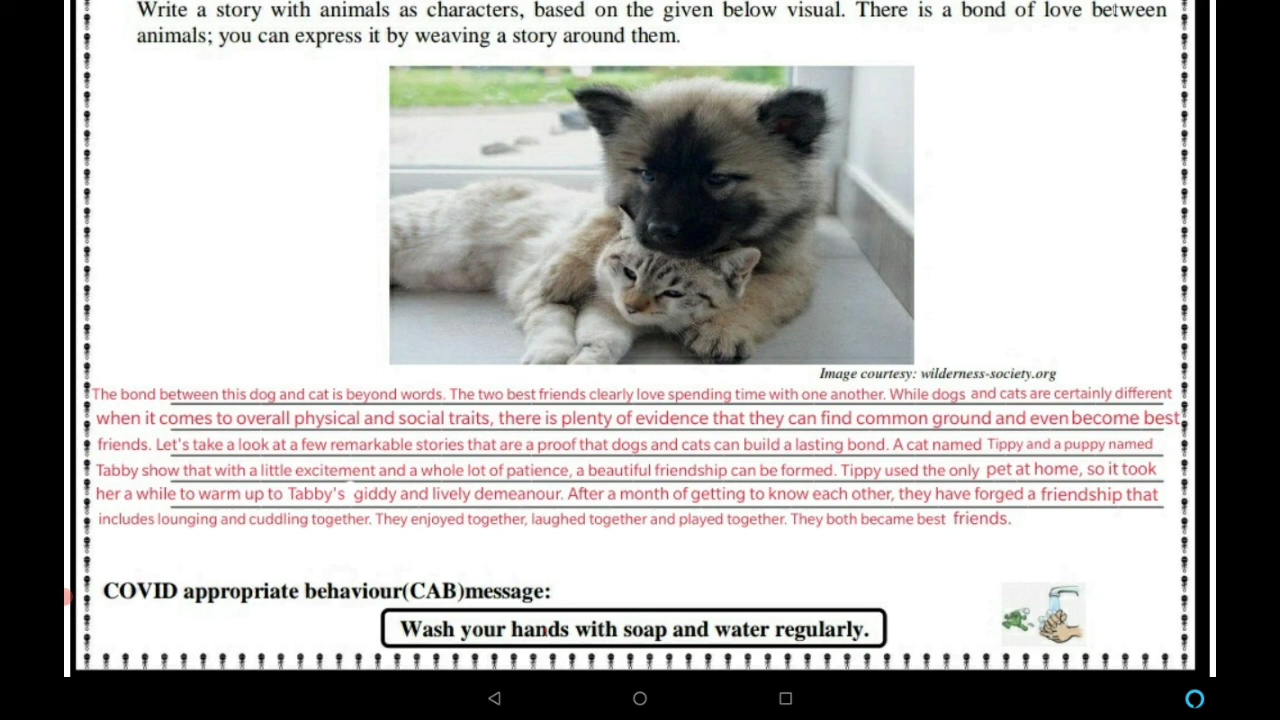 Write a story with animals as characters, based on the given below visual. There is a bond of love between
animals; you can express it by weaving a story around them.
Image courtesy: wilderness-society.org
The bond between this dog and cat is beyond words. The two best friends clearly love spending time with one another. While dogs and cats are certainly different
when it comes to overall physical and social traits, there is plenty of evidence that they can find common ground and even become best
friends. Let's take a look at a few remarkable stories that are a proof that dogs and cats can build a lasting bond. A cat named Tippy and a puppy named
Tabby show that with a little excitement and a whole lot of patience, a beautiful friendship can be formed. Tippy used the only pet at home, so it took
her a while to warm up to Tabby's giddy and lively demeanour. After a month of getting to know each other, they have forged a friendship that
includes lounging and cuddling together. They enjoyed together, laughed together and played together. They both became best friends.
COVID appropriate behaviour(CAB)message:
Wash your hands with soap and water regularly.